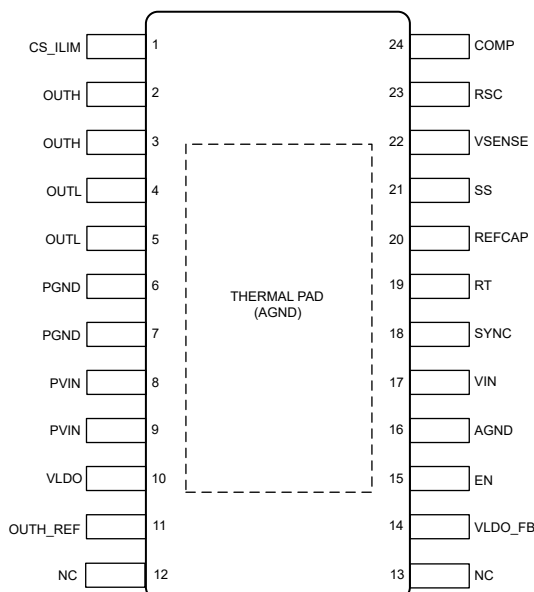 CS_ILIM 1 24 COMP
OUTH 2 23 RSC
OUTH 3 22 VSENSE
OUTL 4 21 SS
OUTL 5 20 REFCAP
PGND 6 19 RT
THERMAL PAD
(AGND)
PGND 7 18 SYNC
PVIN 8 17 VIN
PVIN 9 16 AGND
VLDO 10 15 EN
OUTH_REF 11 14 VLDO_FB
NC 12 13 NC